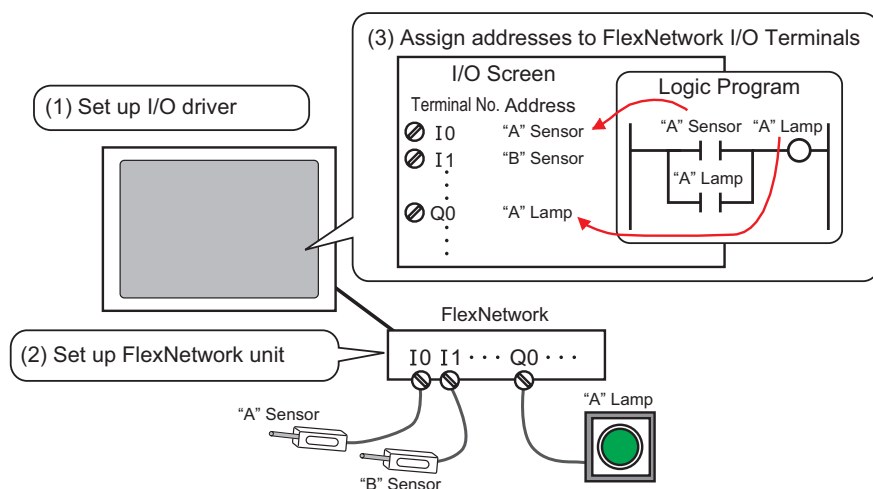 (3) Assign addresses to FlexNetwork I/O Terminals
I/O Screen
Logic Program
(1) Set up I/O driver
Terminal No. Address
I0 "A" Sensor
I1 "B" Sensor
Q0 "A" Lamp
“A” Sensor “A” Lamp
“A” Lamp
FlexNetwork
(2) Set up FlexNetwork unit
I0 I1 · · · Q0 · · ·
“A” Sensor
“A” Lamp
“B” Sensor